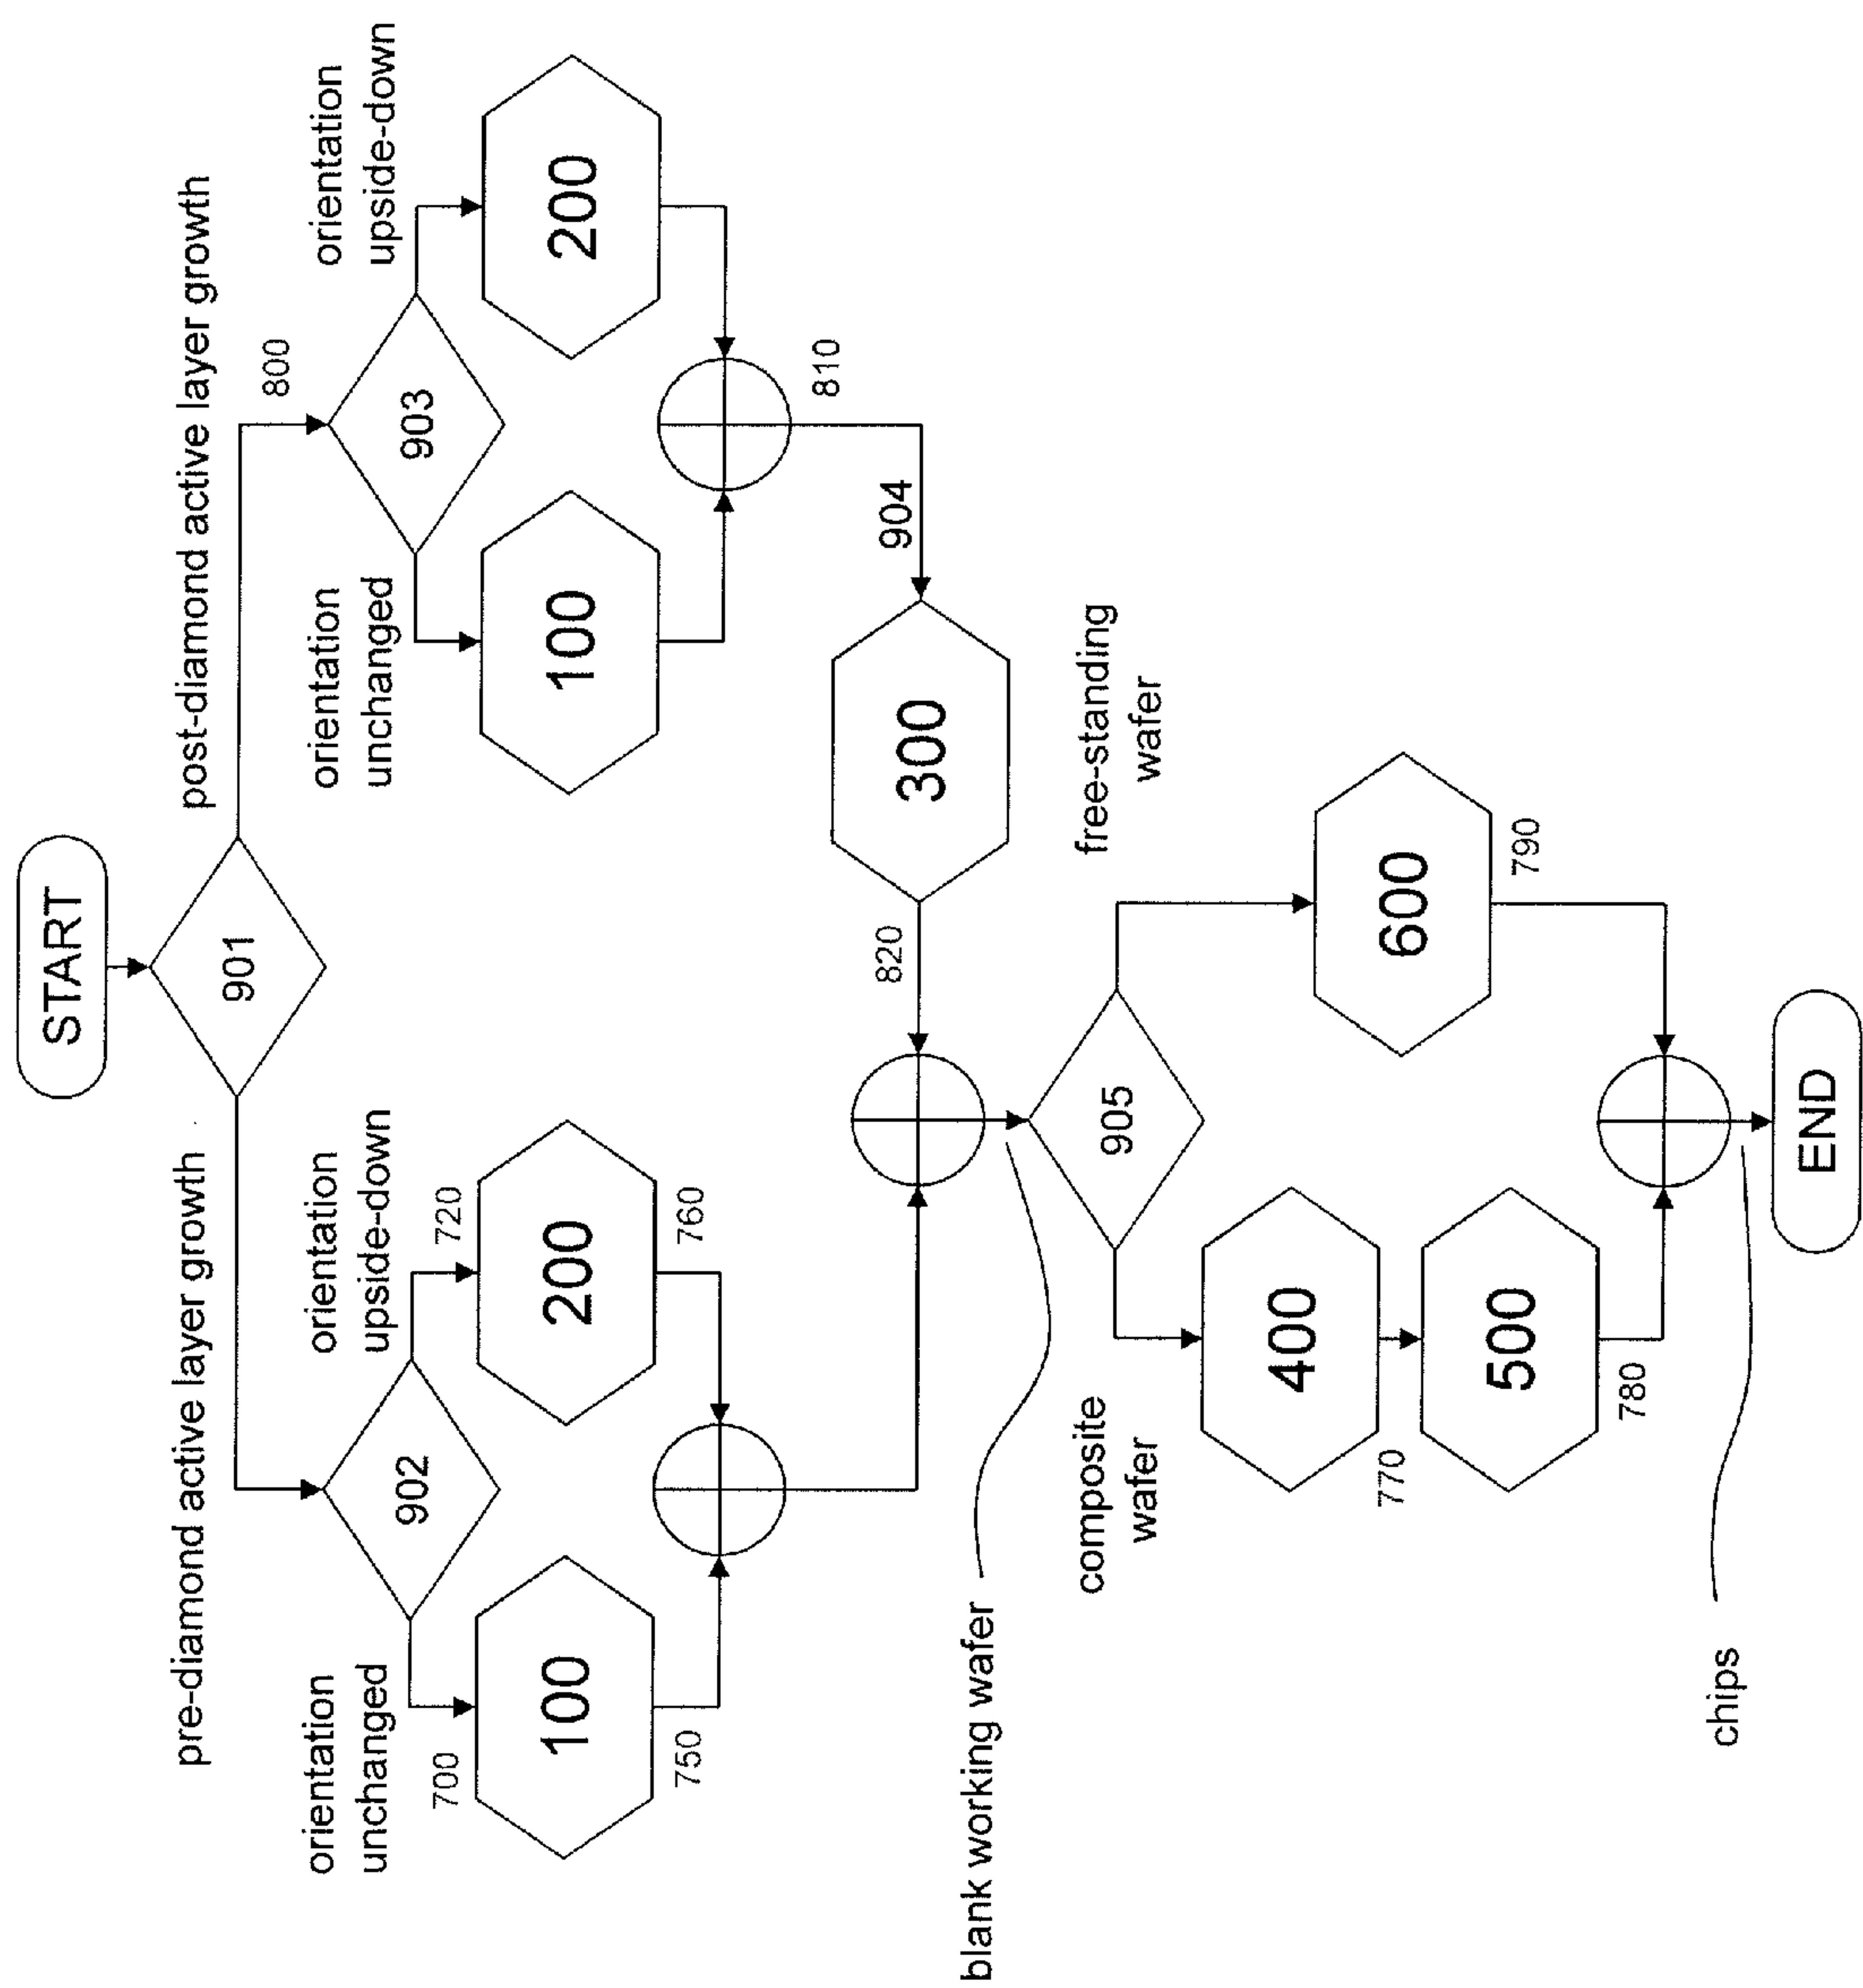 START
901
pre-diamond active layer growth
post-diamond active layer growth
800
orientation
unchanged
902
orientation
upside-down
orientation
unchanged
903
orientation
upside-down
700
100
720
200
100
200
750
760
810
904
300
820
blank working wafer
905
composite
wafer
free-standing
wafer
400
770
500
780
600
790
chips
END